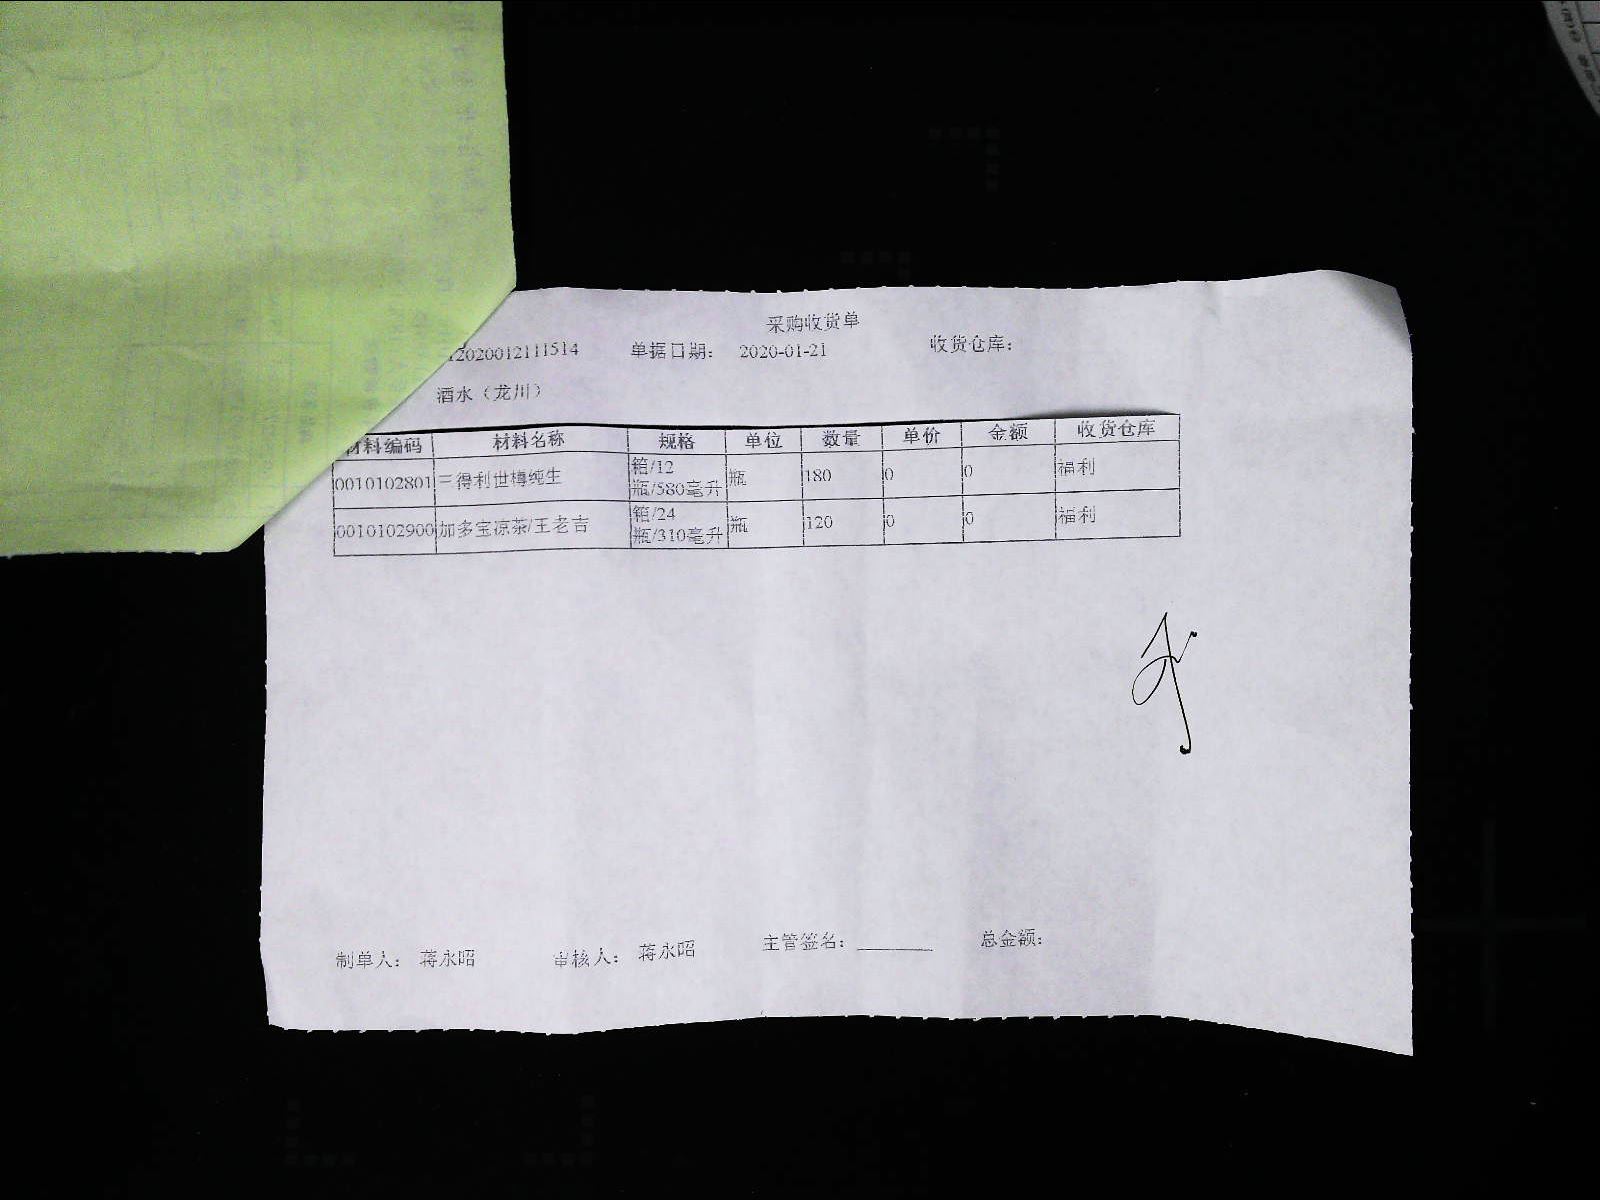 采购收货单
12020012111514 单据日期: 2020-01-21 收货仓库:
酒水（龙川）
材料编码 材料名称 规格 单位 数量 单价 金额 收货仓库
0010102801 三得利世樽纯生 箱/12瓶/580毫升 瓶 180 0 0 福利
0010102900 加多宝凉茶/王老吉 箱/24瓶/310毫升 瓶 120 0 0 福利
制单人: 蒋永昭 审核人: 蒋永昭 主管签名: 总金额: